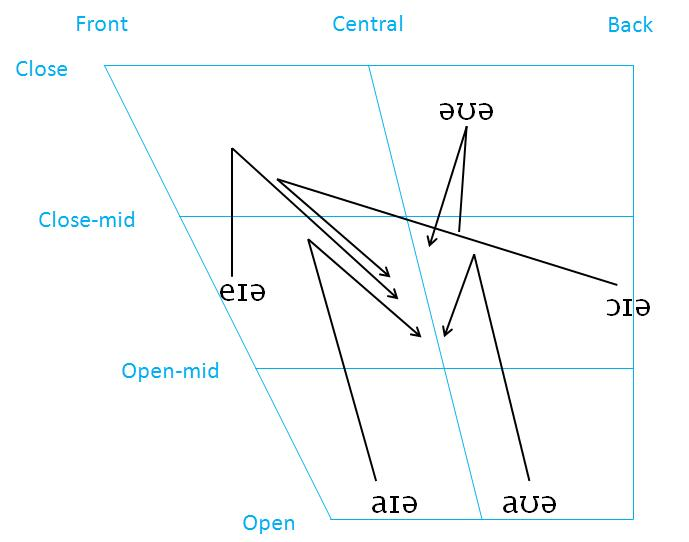 Front
Central
Back
Close
əʊə
Close-mid
eɪə
ɔɪə
Open-mid
aɪə
aʊə
Open